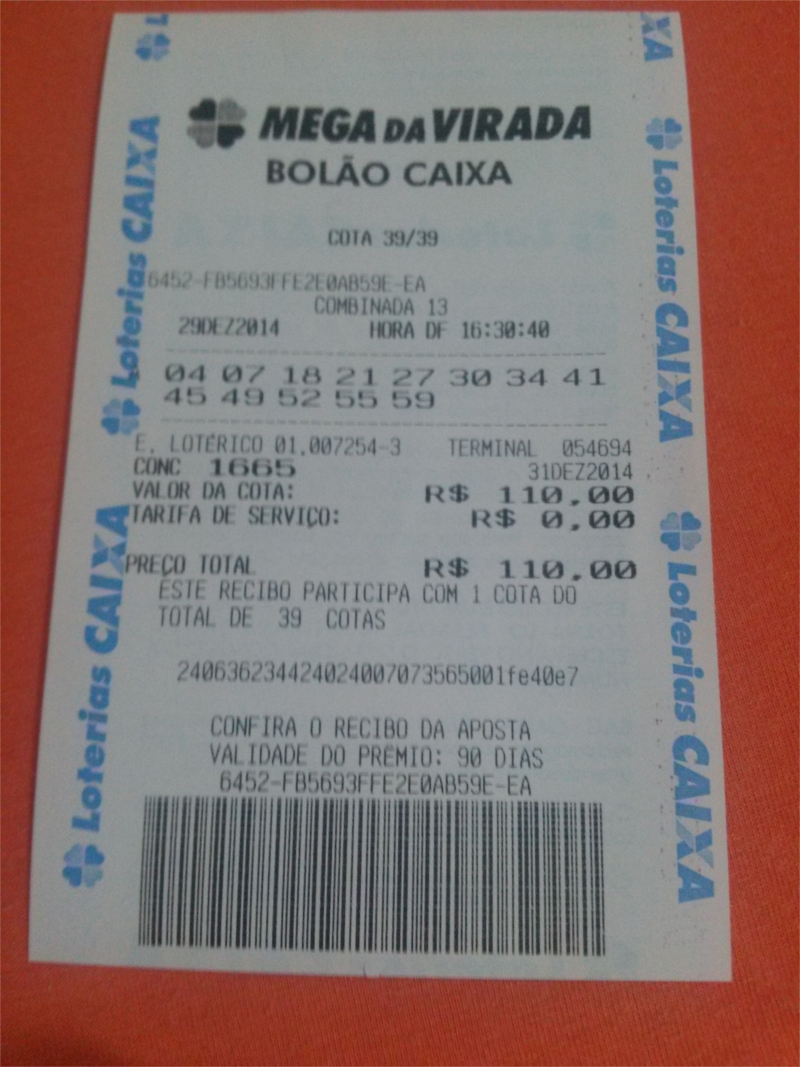 MEGA DA VIRADA
BOLÃO CAIXA
COTA 39/39
6452-FB5693FFE2E0AB59E-EA
COMBINADA 13
29DEZ2014 HORA DF 16:30:40
04 07 18 21 27 30 34 41
45 49 52 55 59
E. LOTÉRICO 01.007254-3 TERMINAL 054694
CONC 1665 31DEZ2014
VALOR DA COTA: R$ 110,00
TARIFA DE SERVIÇO: R$ 0,00
PREÇO TOTAL R$ 110,00
ESTE RECIBO PARTICIPA COM 1 COTA DO
TOTAL DE 39 COTAS
240636234424024007073565001fe40e7
CONFIRA O RECIBO DA APOSTA
VALIDADE DO PRÊMIO: 90 DIAS
6452-FB5693FFE2E0AB59E-EA
Loterias CAIXA
Loterias CAIXA
XA
Loterias CAIXA
Loterias CAIXA